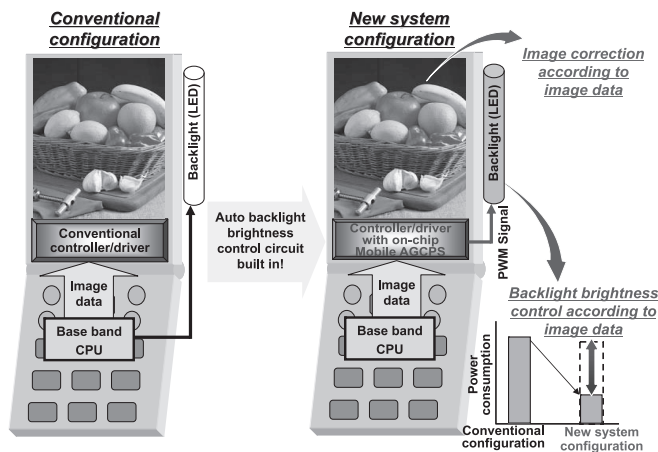 Conventional
configuration
Backlight (LED)
Conventional
controller/driver
Image
data
Base band
CPU
Auto backlight
brightness
control circuit
built in!
New system
configuration
Backlight (LED)
Image correction
according to
image data
Controller/driver
with on-chip
Mobile AGCPS
PWM Signal
Image
data
Base band
CPU
Backlight brightness
control according to
image data
Power
consumption
Conventional
configuration
New system
configuration